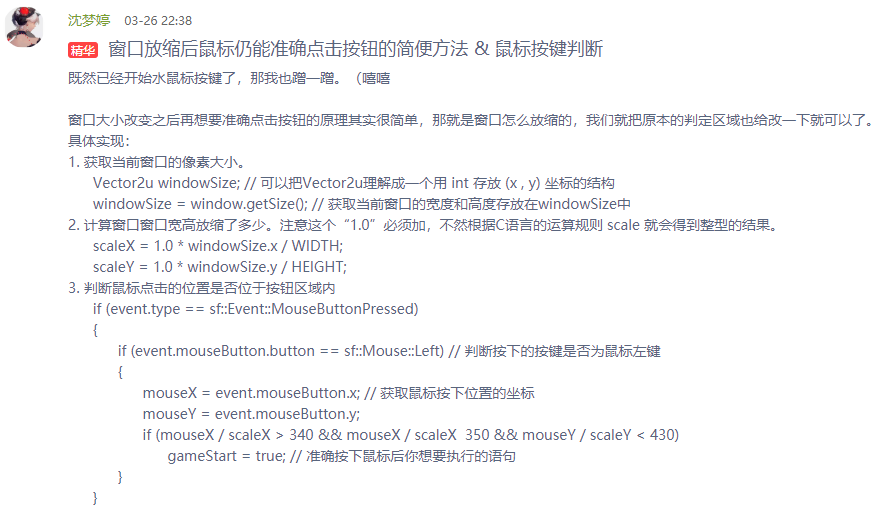 沈梦婷 03-26 22:38
精华 窗口放缩后鼠标仍能准确点击按钮的简便方法 & 鼠标按键判断
既然已经开始水鼠标按键了，那我也蹭一蹭。（嘻嘻
窗口大小改变之后再想要准确点击按钮的原理其实很简单，那就是窗口怎么放缩的，我们就把原本的判定区域也给改一下就可以了。
具体实现：
1. 获取当前窗口的像素大小。
Vector2u windowSize; // 可以把Vector2u理解成一个用 int 存放 (x , y) 坐标的结构
windowSize = window.getSize(); // 获取当前窗口的宽度和高度存放在windowSize中
2. 计算窗口窗口宽高放缩了多少。注意这个“1.0”必须加，不然根据C语言的运算规则 scale 就会得到整型的结果。
scaleX = 1.0 * windowSize.x / WIDTH;
scaleY = 1.0 * windowSize.y / HEIGHT;
3. 判断鼠标点击的位置是否位于按钮区域内
if (event.type == sf::Event::MouseButtonPressed)
{
if (event.mouseButton.button == sf::Mouse::Left) // 判断按下的按键是否为鼠标左键
{
mouseX = event.mouseButton.x; // 获取鼠标按下位置的坐标
mouseY = event.mouseButton.y;
if (mouseX / scaleX > 340 && mouseX / scaleX  350 && mouseY / scaleY < 430)
gameStart = true; // 准确按下鼠标后你想要执行的语句
}
}